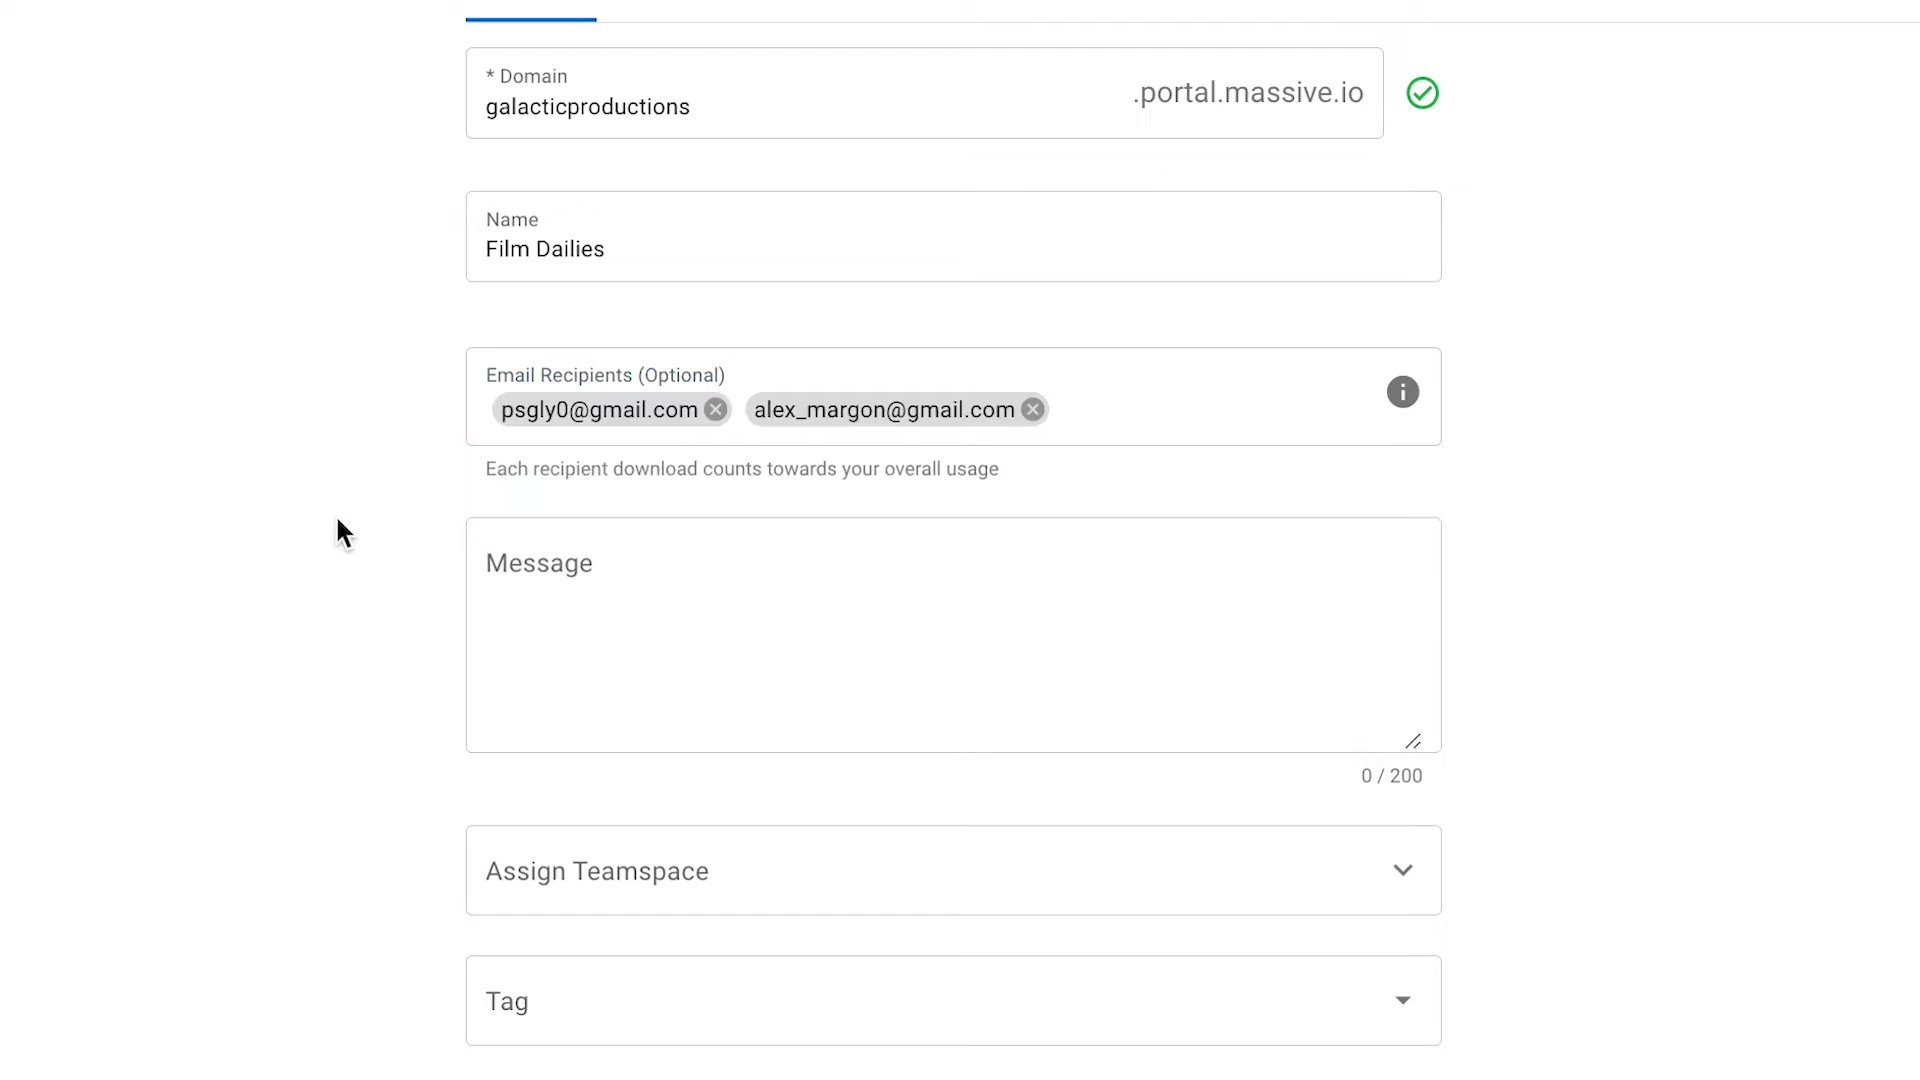 * Domain
galacticproductions
.portal.massive.io
Name
Film Dailies
Email Recipients (Optional)
psgly0@gmail.com alex_margon@gmail.com
Each recipient download counts towards your overall usage
Message
0 / 200
Assign Teamspace
Tag